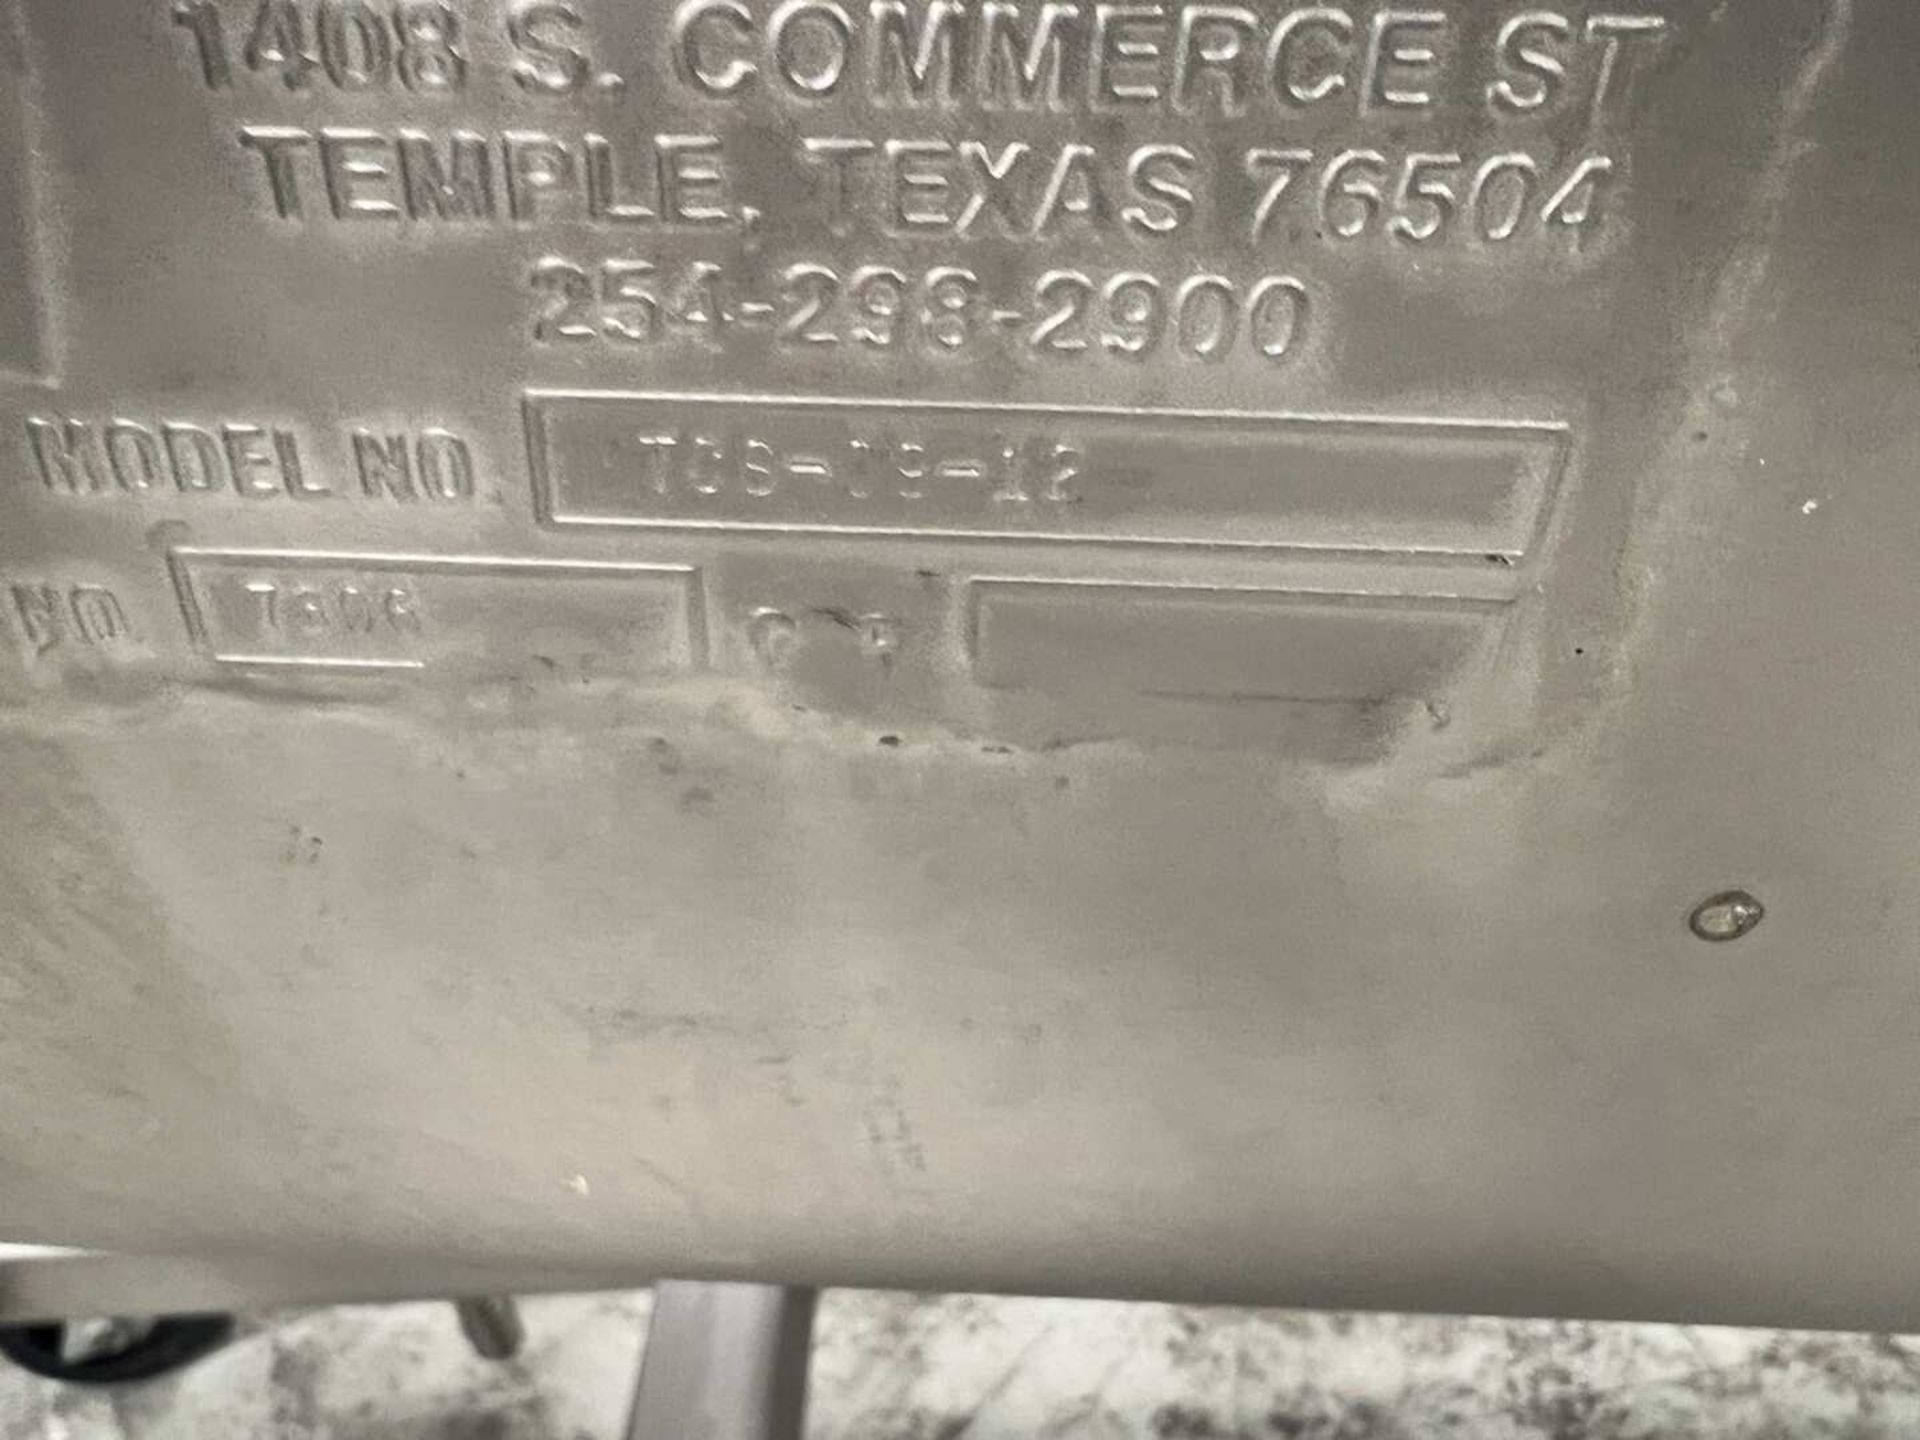 1408 S. COMMERCE ST
TEMPLE, TEXAS 76504
254-298-2900
MODEL NO.
NO.